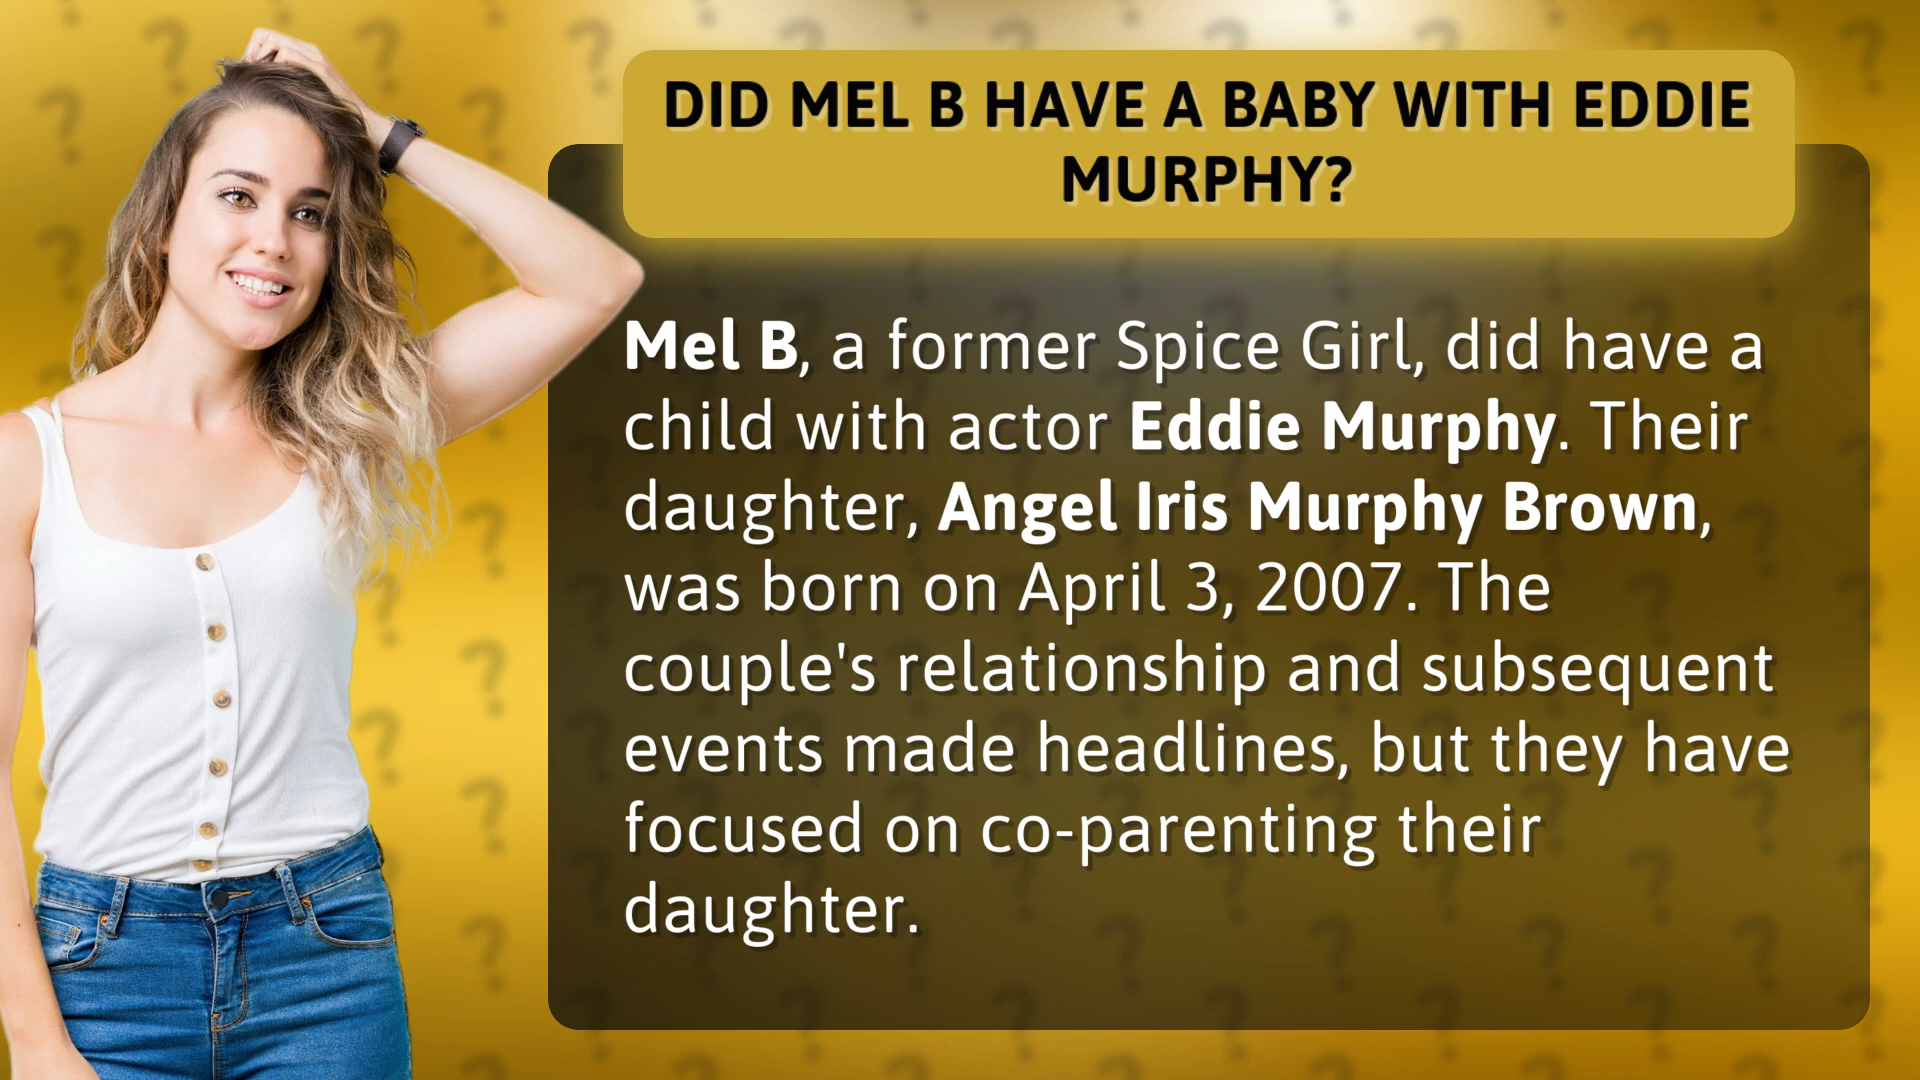 DID MEL B HAVE A BABY WITH EDDIE
MURPHY?
Mel B, a former Spice Girl, did have a
child with actor Eddie Murphy. Their
daughter, Angel Iris Murphy Brown,
was born on April 3, 2007. The
couple's relationship and subsequent
events made headlines, but they have
focused on co-parenting their
daughter.